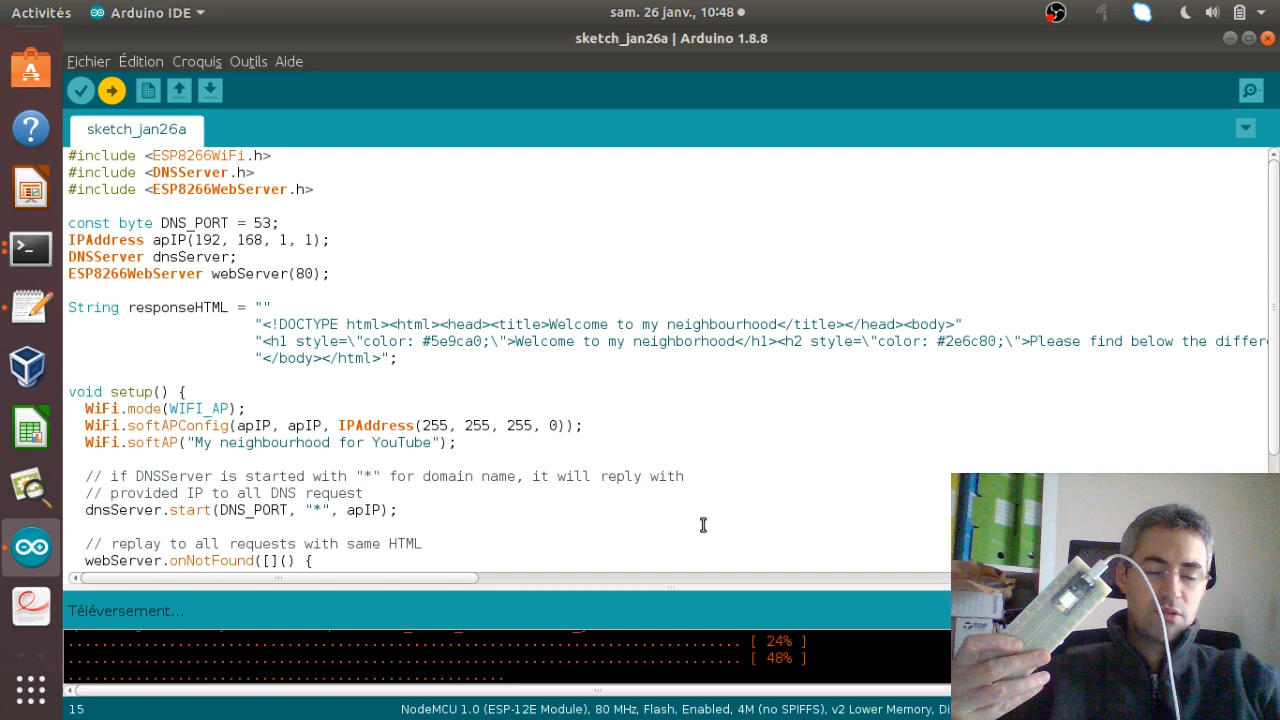 Activités
Arduino IDE
sam. 26 janv., 10:48
sketch_jan26a | Arduino 1.8.8
Fichier Édition Croquis Outils Aide
sketch_jan26a
#include <ESP8266WiFi.h>
#include <DNSServer.h>
#include <ESP8266WebServer.h>
const byte DNS_PORT = 53;
IPAddress apIP(192, 168, 1, 1);
DNSServer dnsServer;
ESP8266WebServer webServer(80);
String responseHTML = ""
"<!DOCTYPE html><html><head><title>Welcome to my neighbourhood</title></head><body>"
"<h1 style=\"color: #5e9ca0;\">Welcome to my neighborhood</h1><h2 style=\"color: #2e6c80;\">Please find below the differe
"</body></html>";
void setup() {
WiFi.mode(WIFI_AP);
WiFi.softAPConfig(apIP, apIP, IPAddress(255, 255, 255, 0));
WiFi.softAP("My neighbourhood for YouTube");
// if DNSServer is started with "*" for domain name, it will reply with
// provided IP to all DNS request
dnsServer.start(DNS_PORT, "*", apIP);
// replay to all requests with same HTML
webServer.onNotFound([]() {
Téléversement...
................................................................................ [ 24% ]
................................................................................ [ 48% ]
...................................................
15
NodeMCU 1.0 (ESP-12E Module), 80 MHz, Flash, Enabled, 4M (no SPIFFS), v2 Lower Memory, Di
TOP